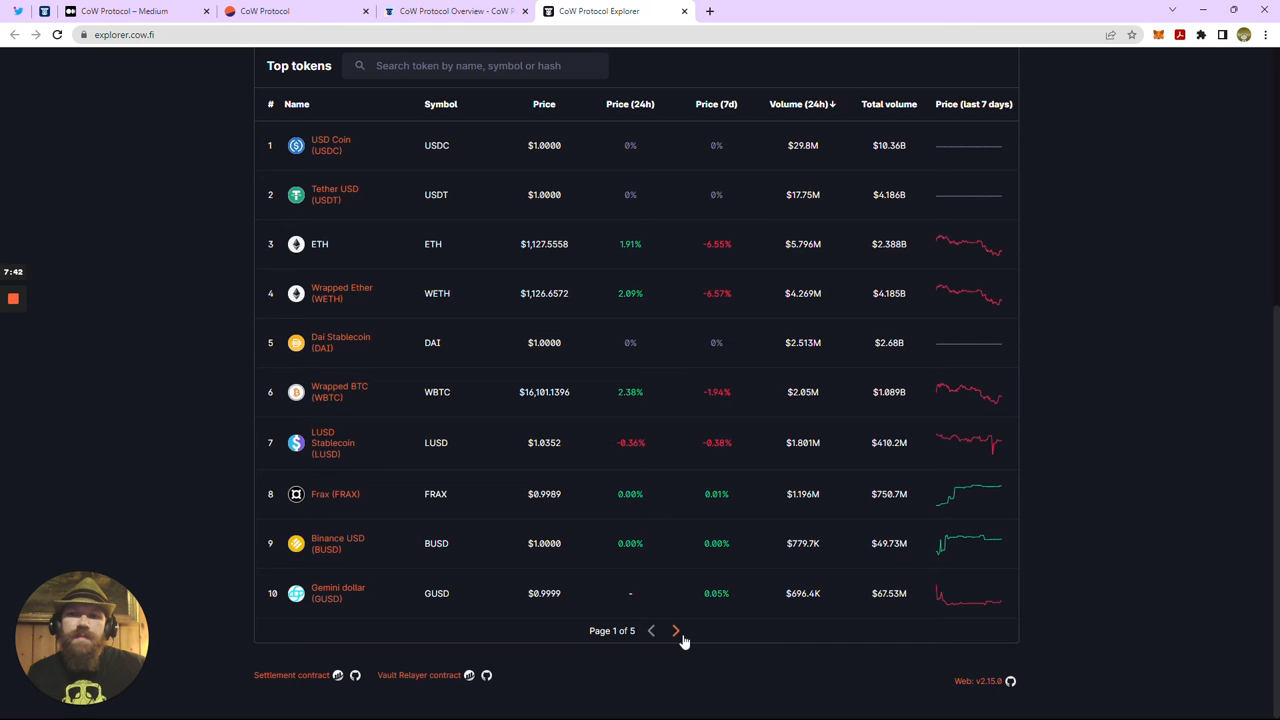 CoW Protocol – Medium
CoW Protocol
CoW Protocol Overview - CoW P
CoW Protocol Explorer
explorer.cow.fi
Top tokens
Search token by name, symbol or hash
# Name Symbol Price Price (24h) Price (7d) Volume (24h)↓ Total volume Price (last 7 days)
1 USD Coin (USDC) USDC $1.0000 0% 0% $29.8M $10.36B
2 Tether USD (USDT) USDT $1.0000 0% 0% $17.75M $4.186B
3 ETH ETH $1,127.5558 1.91% -6.55% $5.796M $2.388B
7:42
4 Wrapped Ether (WETH) WETH $1,126.6572 2.09% -6.57% $4.269M $4.185B
5 Dai Stablecoin (DAI) DAI $1.0000 0% 0% $2.513M $2.68B
6 Wrapped BTC (WBTC) WBTC $16,101.1396 2.38% -1.94% $2.05M $1.089B
7 LUSD Stablecoin (LUSD) LUSD $1.0352 -0.36% -0.38% $1.801M $410.2M
8 Frax (FRAX) FRAX $0.9989 0.00% 0.01% $1.196M $750.7M
9 Binance USD (BUSD) BUSD $1.0000 0.00% 0.00% $779.7K $49.73M
10 Gemini dollar (GUSD) GUSD $0.9999 - 0.05% $696.4K $67.53M
Page 1 of 5
Settlement contract Vault Relayer contract Web: v2.15.0